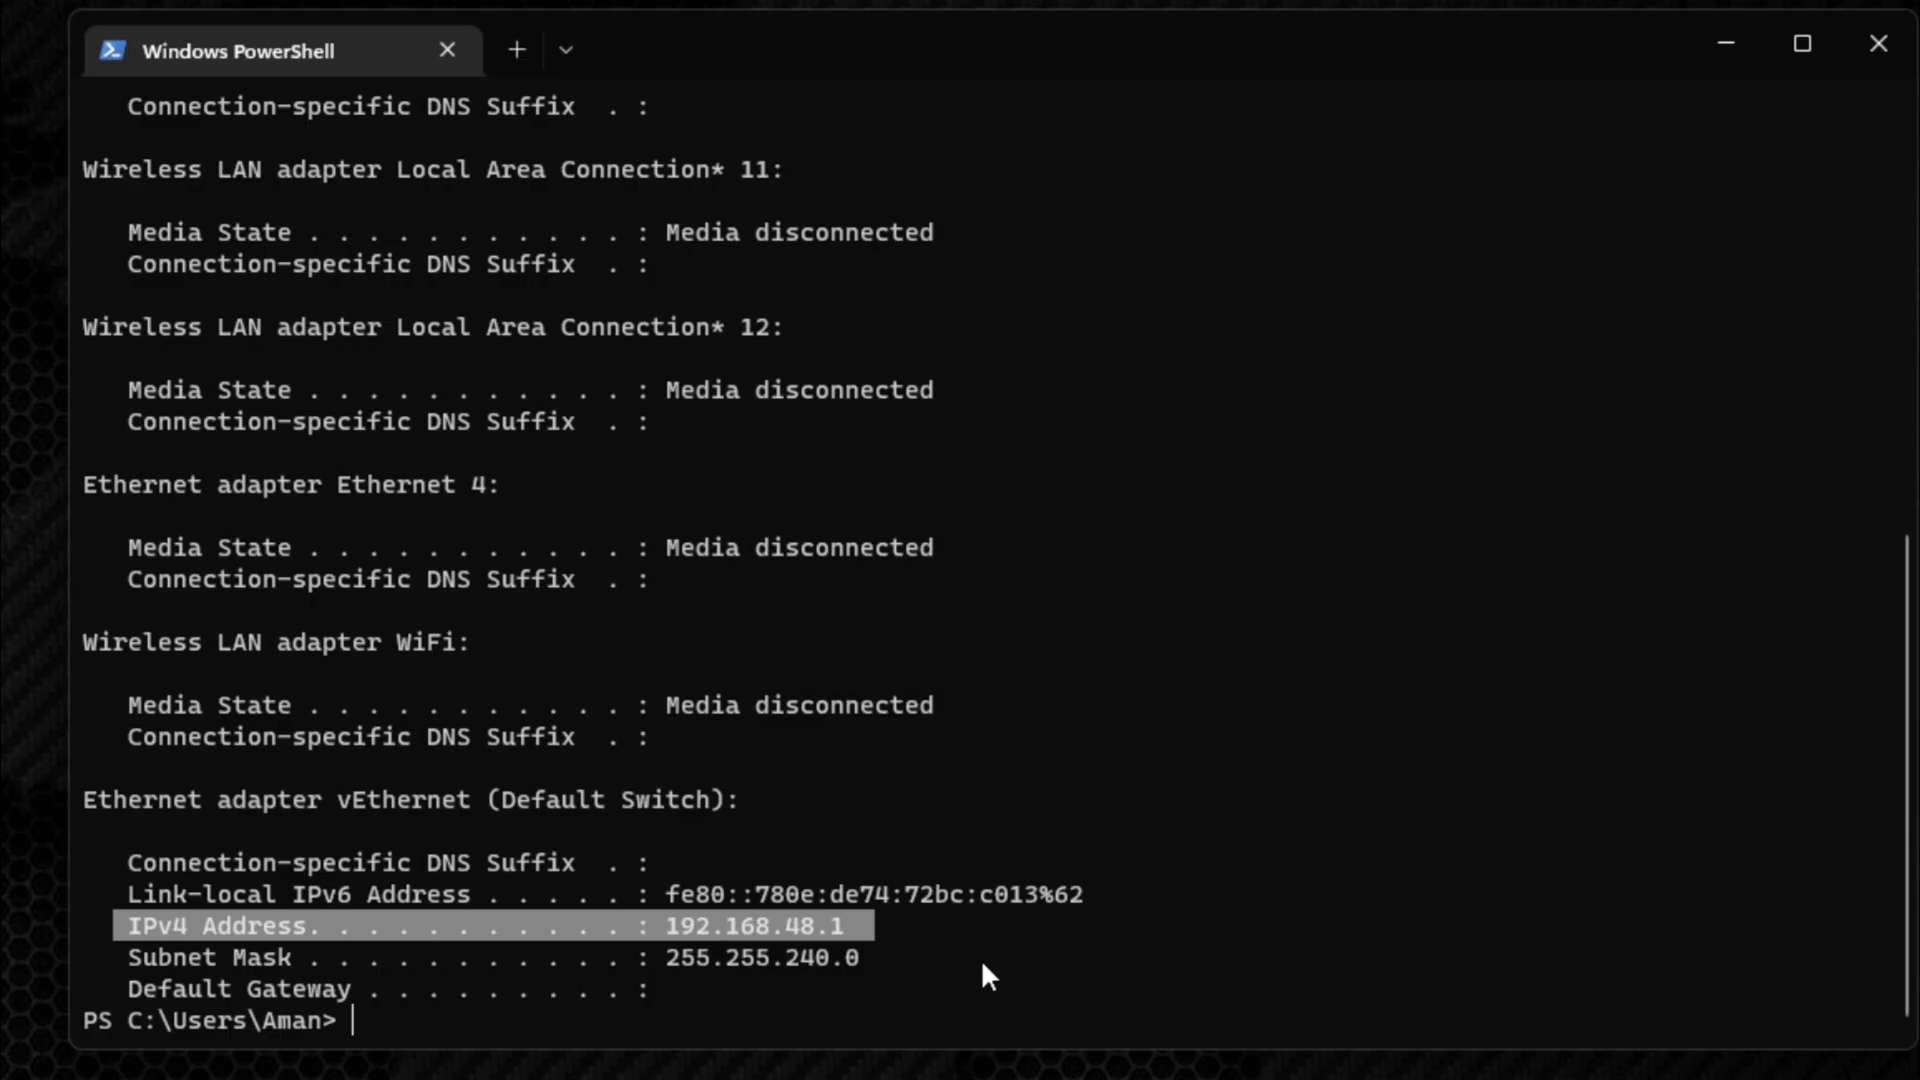 Windows PowerShell
Connection-specific DNS Suffix  . :
Wireless LAN adapter Local Area Connection* 11:
Media State . . . . . . . . . . . : Media disconnected
Connection-specific DNS Suffix  . :
Wireless LAN adapter Local Area Connection* 12:
Media State . . . . . . . . . . . : Media disconnected
Connection-specific DNS Suffix  . :
Ethernet adapter Ethernet 4:
Media State . . . . . . . . . . . : Media disconnected
Connection-specific DNS Suffix  . :
Wireless LAN adapter WiFi:
Media State . . . . . . . . . . . : Media disconnected
Connection-specific DNS Suffix  . :
Ethernet adapter vEthernet (Default Switch):
Connection-specific DNS Suffix  . :
Link-local IPv6 Address . . . . . : fe80::780e:de74:72bc:c013%62
IPv4 Address. . . . . . . . . . . : 192.168.48.1
Subnet Mask . . . . . . . . . . . : 255.255.240.0
Default Gateway . . . . . . . . . :
PS C:\Users\Aman>